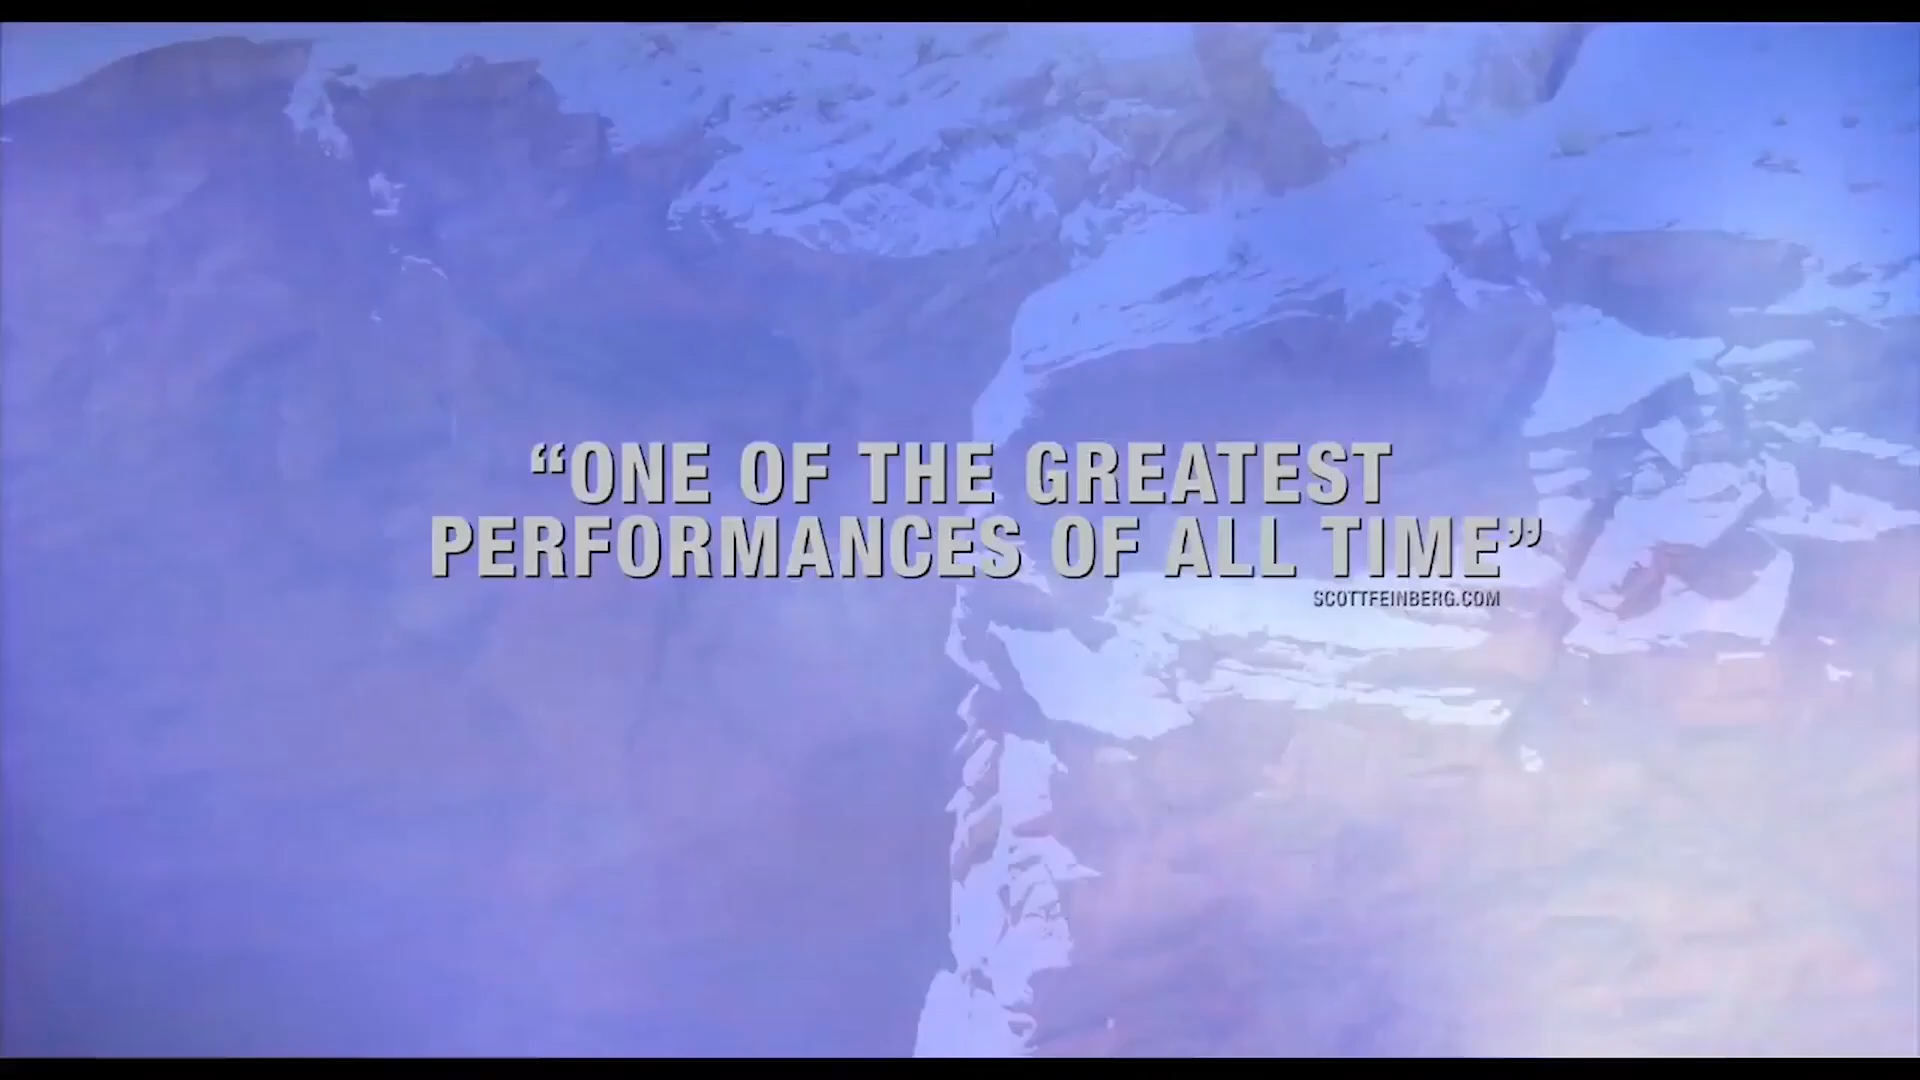 “ONE OF THE GREATEST
PERFORMANCES OF ALL TIME”
SCOTTFEINBERG.COM